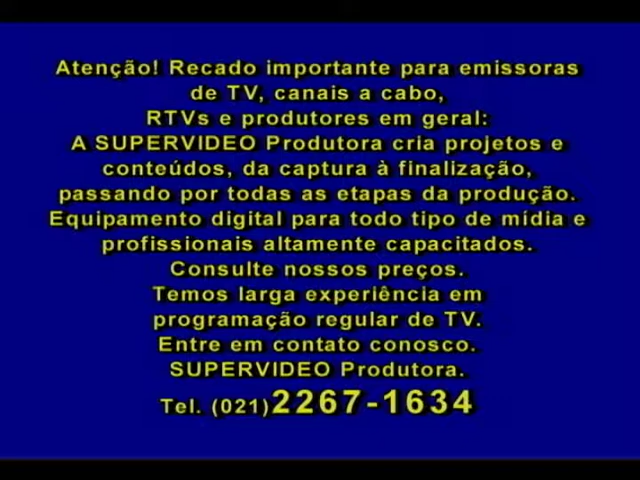 Atenção! Recado importante para emissoras
de TV, canais a cabo,
RTVs e produtores em geral:
A SUPERVIDEO Produtora cria projetos e
conteúdos, da captura à finalização,
passando por todas as etapas da produção.
Equipamento digital para todo tipo de mídia e
profissionais altamente capacitados.
Consulte nossos preços.
Temos larga experiência em
programação regular de TV.
Entre em contato conosco.
SUPERVIDEO Produtora.
Tel. (021)2267-1634